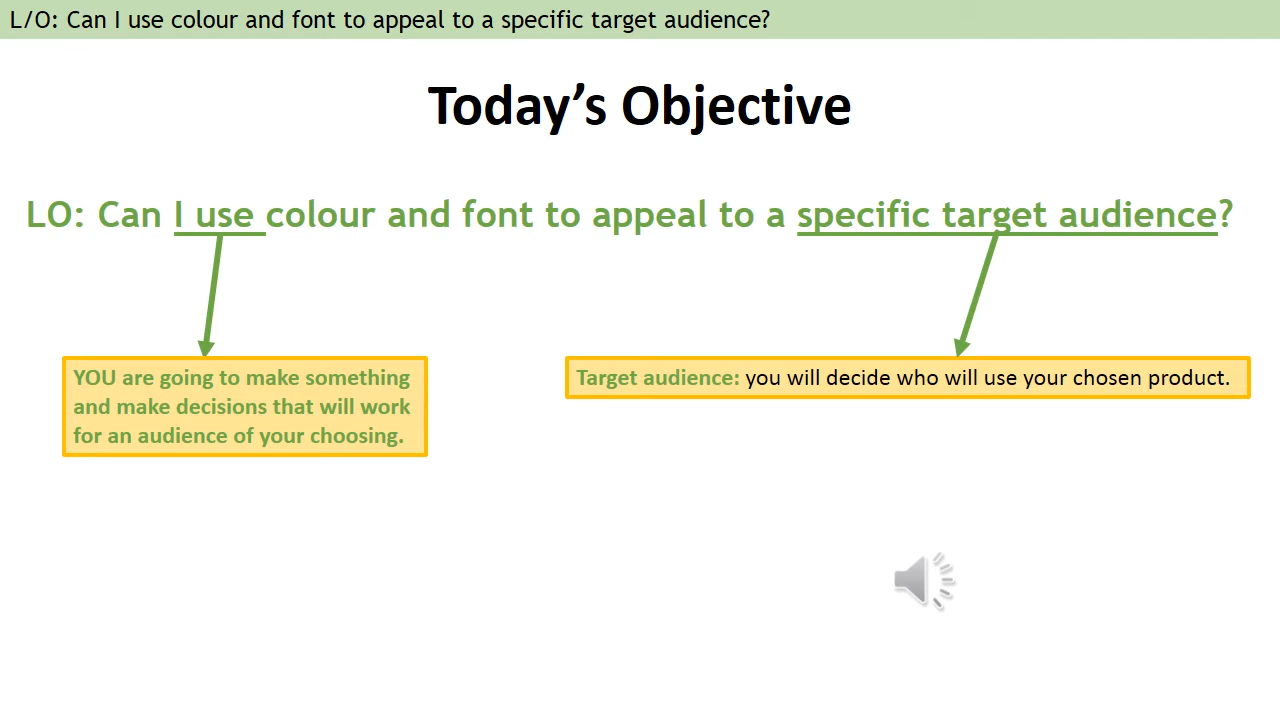 L/O: Can I use colour and font to appeal to a specific target audience?
Today’s Objective
LO: Can I use colour and font to appeal to a specific target audience?
YOU are going to make something
and make decisions that will work
for an audience of your choosing.
Target audience: you will decide who will use your chosen product.